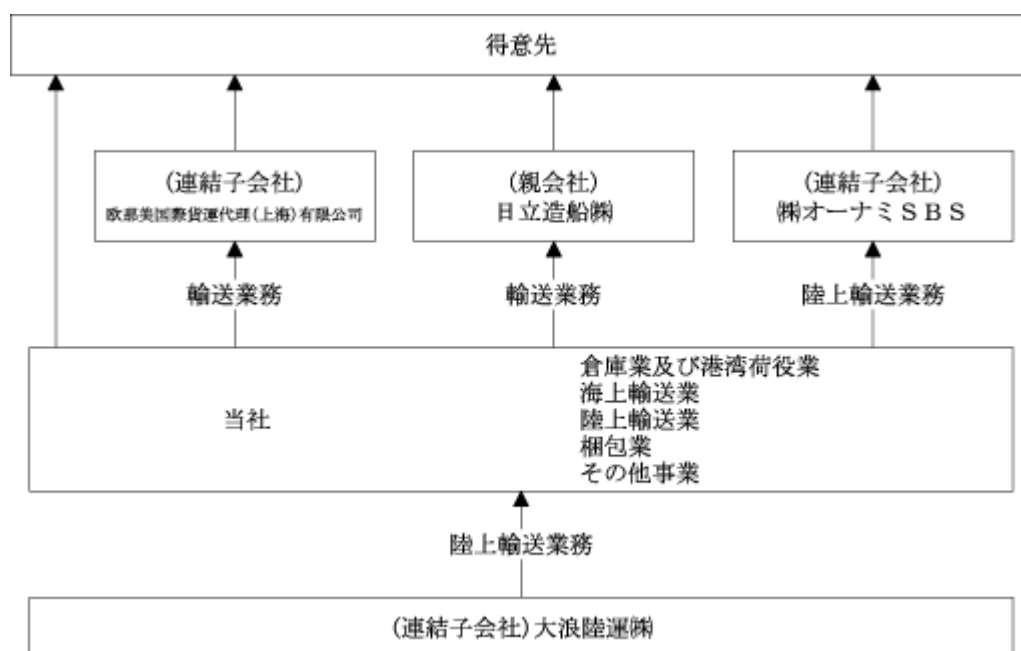 得意先
(連結子会社)
欧那美国際貨運代理(上海)有限公司
(親会社)
日立造船㈱
(連結子会社)
㈱オーナミSBS
輸送業務
輸送業務
陸上輸送業務
当社
倉庫業及び港湾荷役業
海上輸送業
陸上輸送業
梱包業
その他事業
陸上輸送業務
(連結子会社)大浪陸運㈱